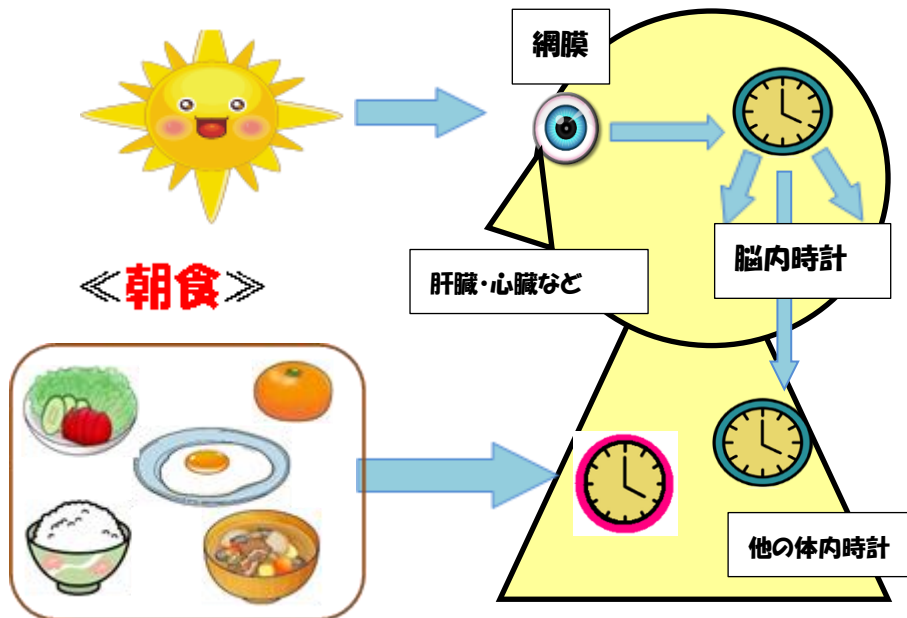 網膜
脳内時計
肝臓・心臓など
≪朝食≫
他の体内時計